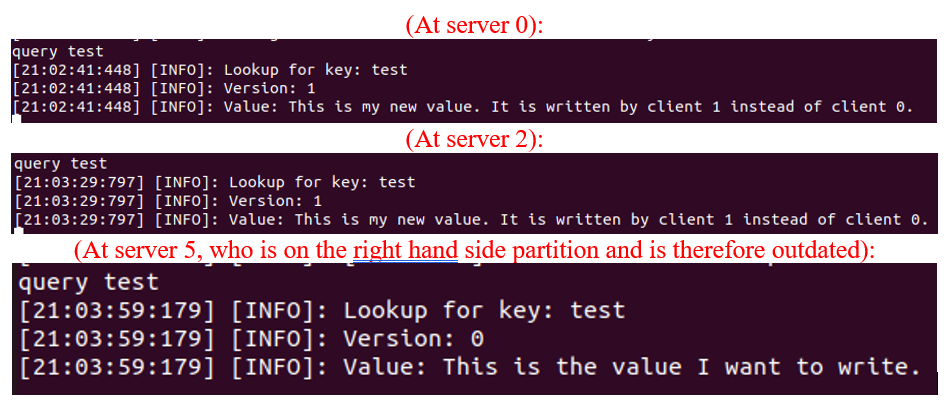 (At server 0):
query test
[21:02:41:448] [INFO]: Lookup for key: test
[21:02:41:448] [INFO]: Version: 1
[21:02:41:448] [INFO]: Value: This is my new value. It is written by client 1 instead of client 0.
(At server 2):
query test
[21:03:29:797] [INFO]: Lookup for key: test
[21:03:29:797] [INFO]: Version: 1
[21:03:29:797] [INFO]: Value: This is my new value. It is written by client 1 instead of client 0.
(At server 5, who is on the right hand side partition and is therefore outdated):
query test
[21:03:59:179] [INFO]: Lookup for key: test
[21:03:59:179] [INFO]: Version: 0
[21:03:59:179] [INFO]: Value: This is the value I want to write.